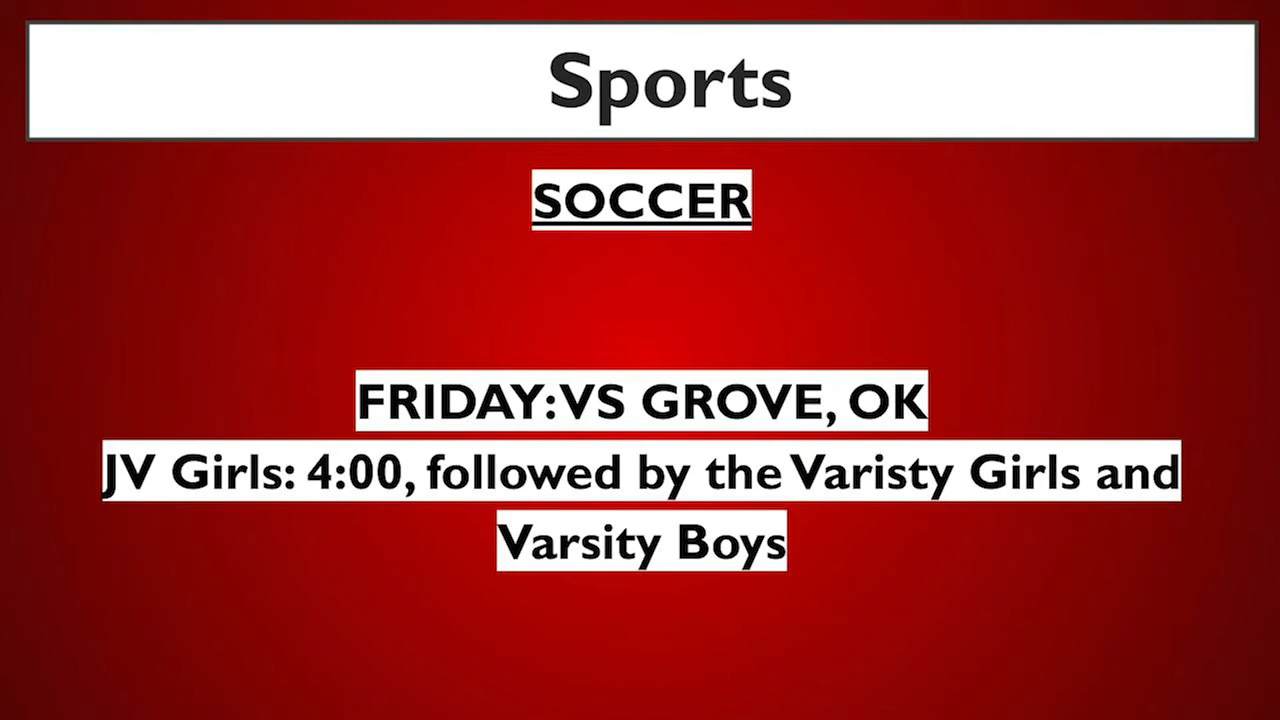 Sports
SOCCER
FRIDAY: VS GROVE, OK
JV Girls: 4:00, followed by the Varisty Girls and
Varsity Boys